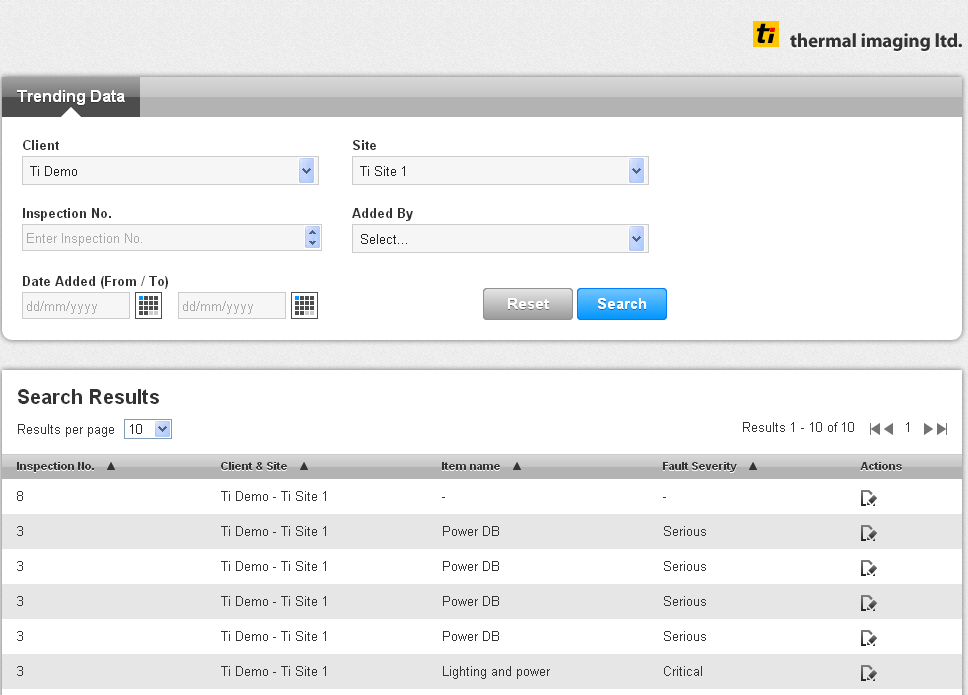 ti thermal imaging ltd.
Trending Data
Client Site
Ti Demo Ti Site 1
Inspection No. Added By
Enter Inspection No. Select...
Date Added (From / To)
dd/mm/yyyy dd/mm/yyyy Reset Search
Search Results
Results per page 10 Results 1 - 10 of 10 1
Inspection No. ▲ Client & Site ▲ Item name ▲ Fault Severity ▲ Actions
8 Ti Demo - Ti Site 1 - -
3 Ti Demo - Ti Site 1 Power DB Serious
3 Ti Demo - Ti Site 1 Power DB Serious
3 Ti Demo - Ti Site 1 Power DB Serious
3 Ti Demo - Ti Site 1 Power DB Serious
3 Ti Demo - Ti Site 1 Lighting and power Critical